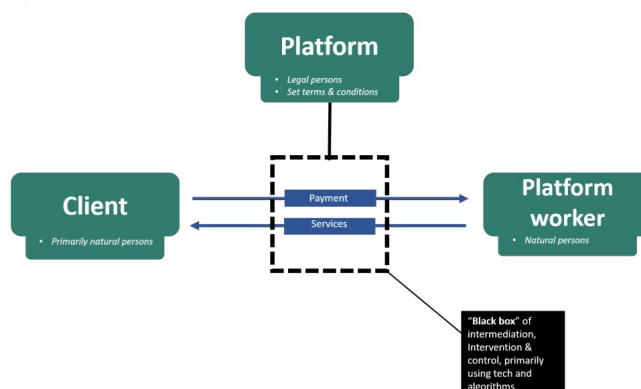 Platform
• Legal persons
• Set terms & conditions
Client
• Primarily natural persons
Payment
Services
Platform
worker
• Natural persons
"Black box" of
intermediation,
Intervention &
control, primarily
using tech and
algorithms